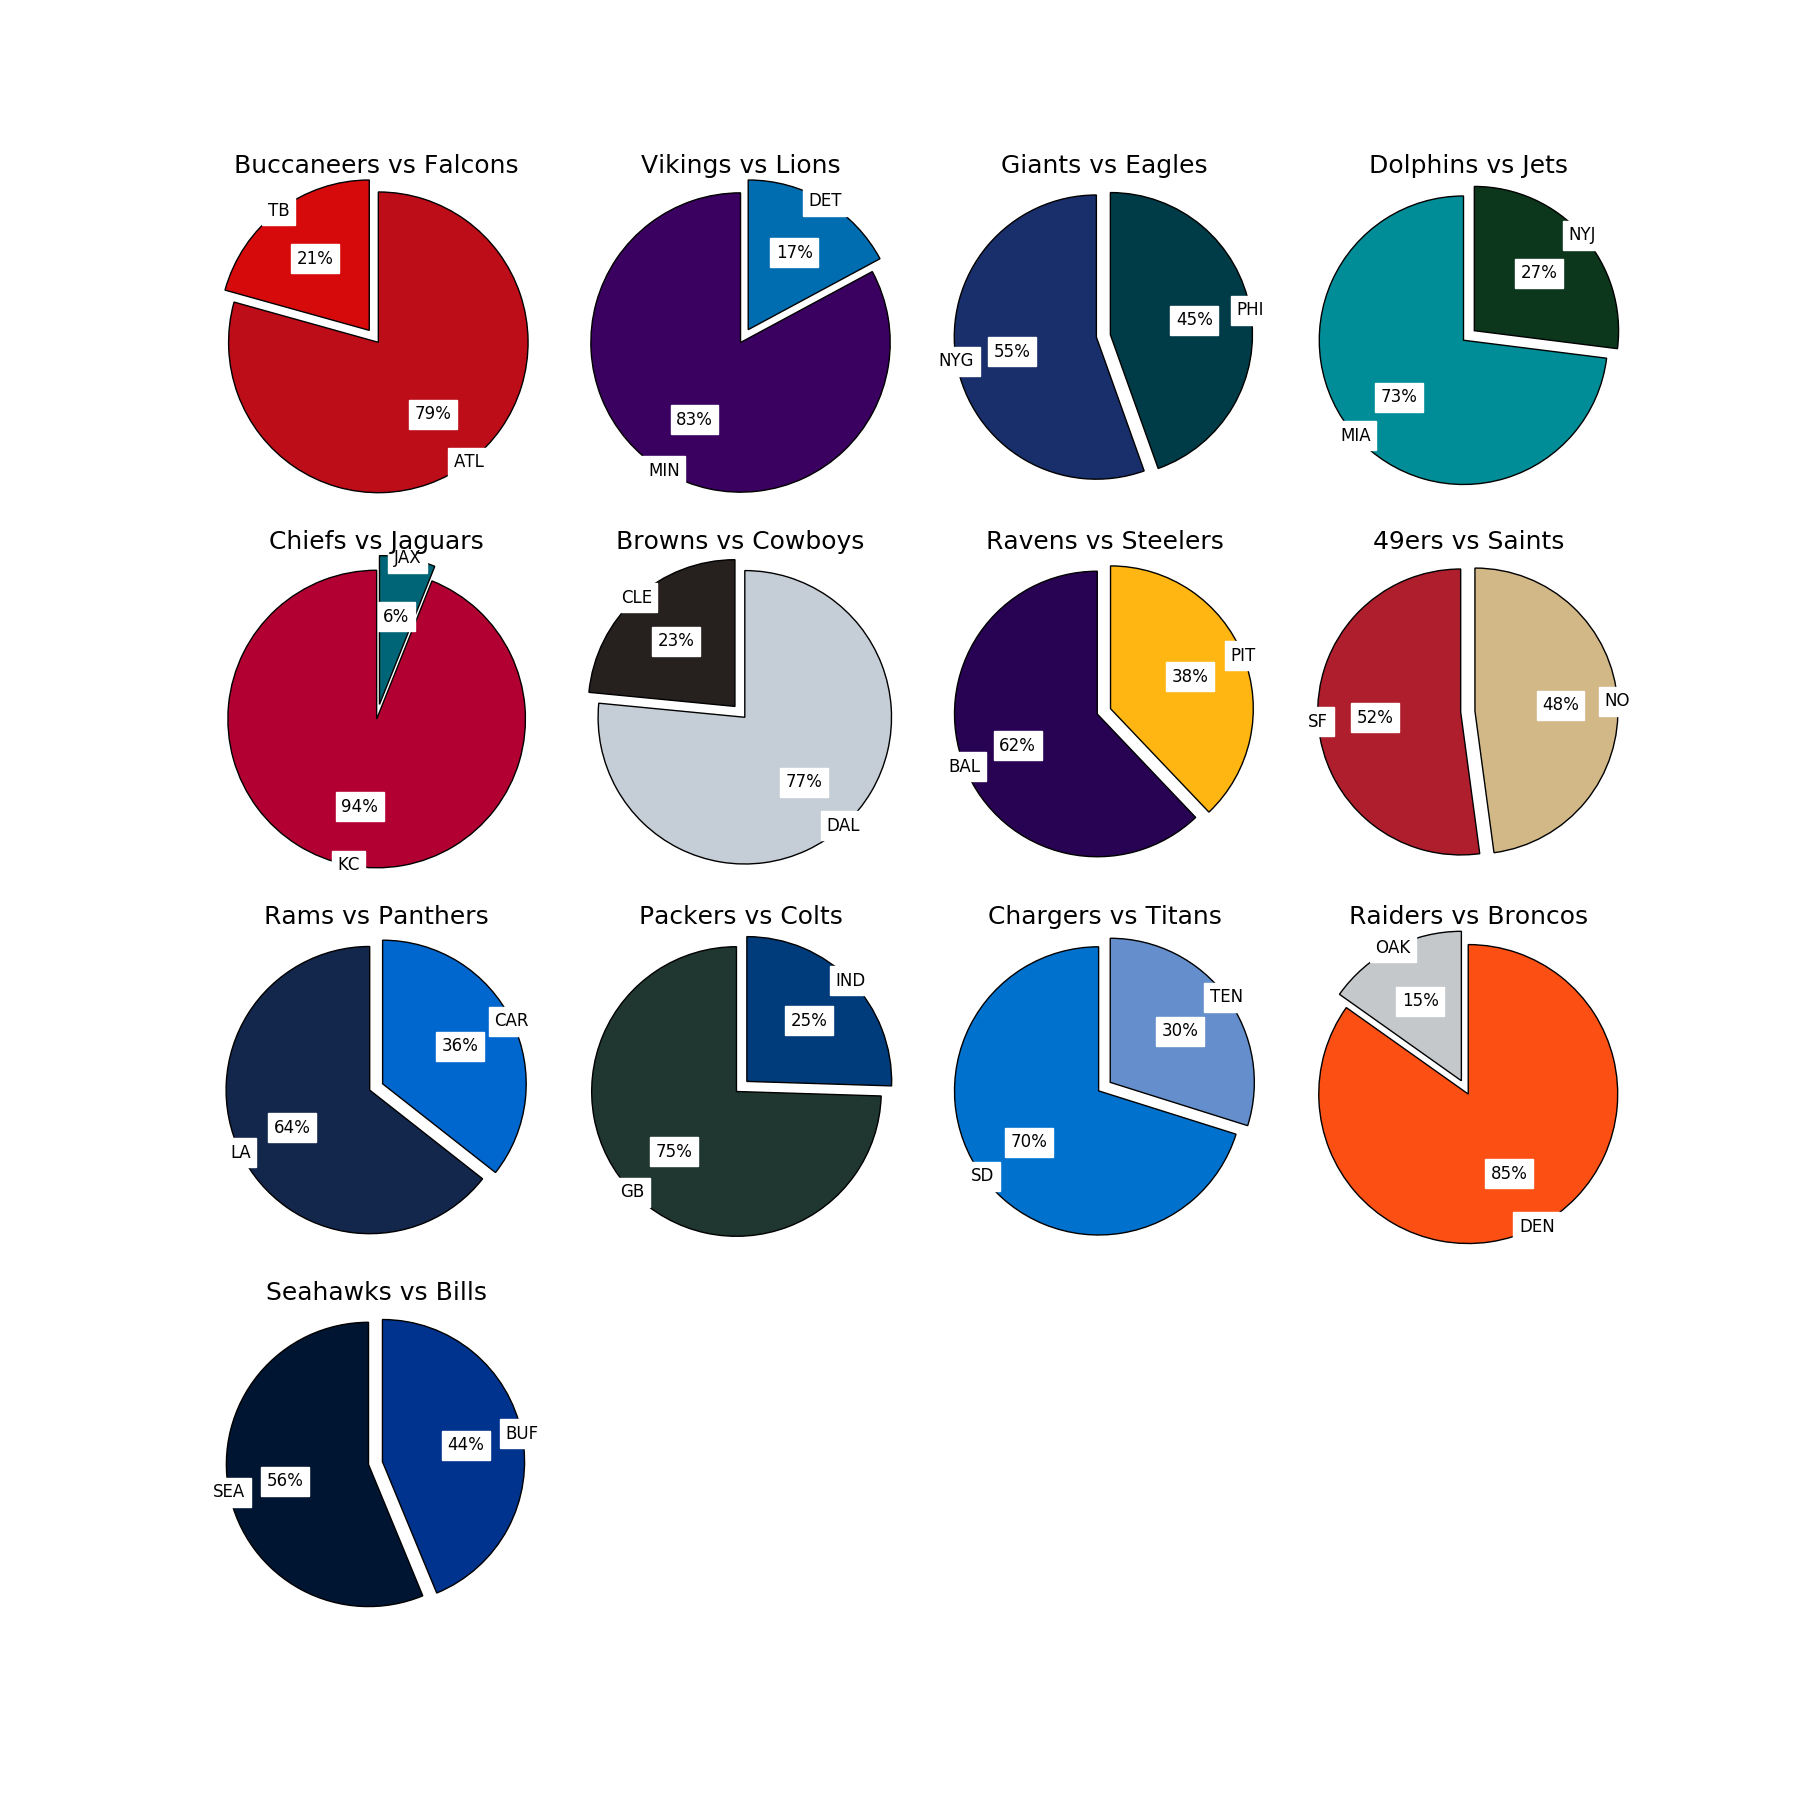 Buccaneers vs Falcons
TB
21%
79%
ATL
Vikings vs Lions
DET
17%
83%
MIN
Giants vs Eagles
PHI
45%
55%
NYG
Dolphins vs Jets
NYJ
27%
73%
MIA
Chiefs vs Jaguars
JAX
6%
94%
KC
Browns vs Cowboys
CLE
23%
77%
DAL
Ravens vs Steelers
PIT
38%
62%
BAL
49ers vs Saints
NO
48%
52%
SF
Rams vs Panthers
CAR
36%
64%
LA
Packers vs Colts
IND
25%
75%
GB
Chargers vs Titans
TEN
30%
70%
SD
Raiders vs Broncos
OAK
15%
85%
DEN
Seahawks vs Bills
BUF
44%
56%
SEA